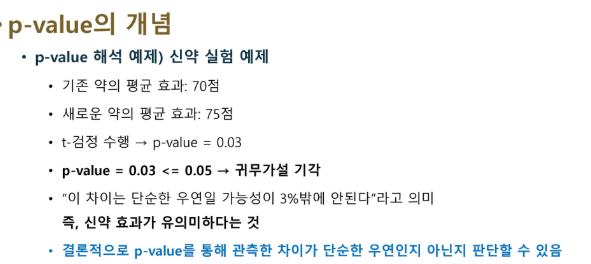 • p-value의 개념
• p-value 해석 예제) 신약 실험 예제
• 기존 약의 평균 효과: 70점
• 새로운 약의 평균 효과: 75점
• t-검정 수행 → p-value = 0.03
• p-value = 0.03 <= 0.05 → 귀무가설 기각
• “이 차이는 단순한 우연일 가능성이 3%밖에 안된다”라고 의미
즉, 신약 효과가 유의미하다는 것
• 결론적으로 p-value를 통해 관측한 차이가 단순한 우연인지 아닌지 판단할 수 있음